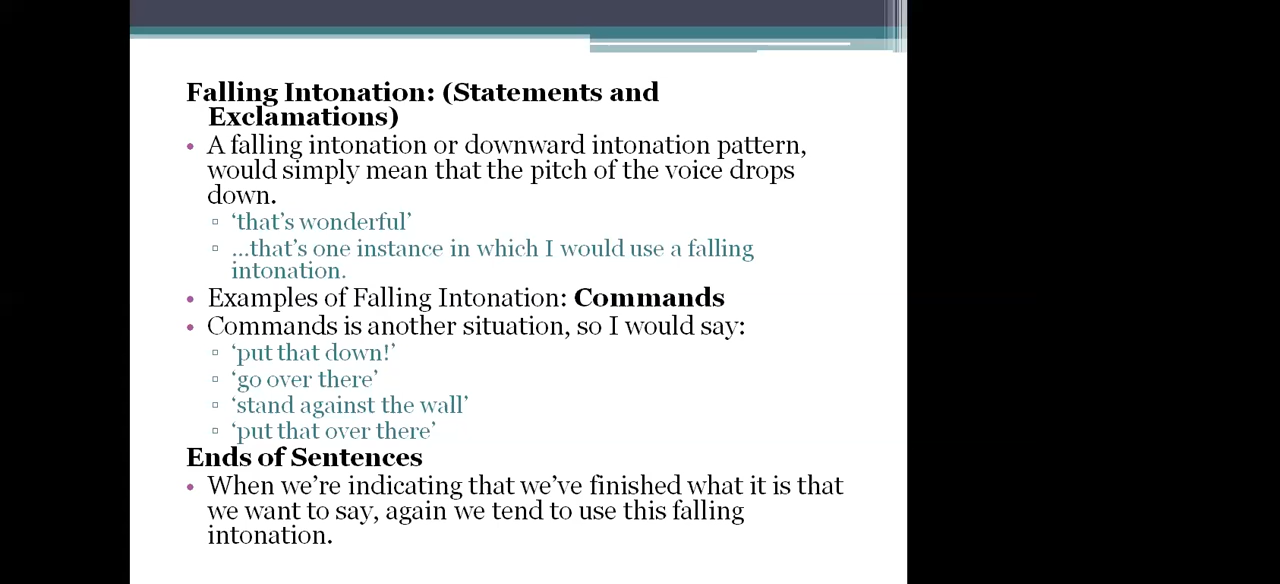 Falling Intonation: (Statements and
Exclamations)
• A falling intonation or downward intonation pattern,
would simply mean that the pitch of the voice drops
down.
▫ ‘that’s wonderful’
▫ …that’s one instance in which I would use a falling
intonation.
• Examples of Falling Intonation: Commands
• Commands is another situation, so I would say:
▫ ‘put that down!’
▫ ‘go over there’
▫ ‘stand against the wall’
▫ ‘put that over there’
Ends of Sentences
• When we’re indicating that we’ve finished what it is that
we want to say, again we tend to use this falling
intonation.